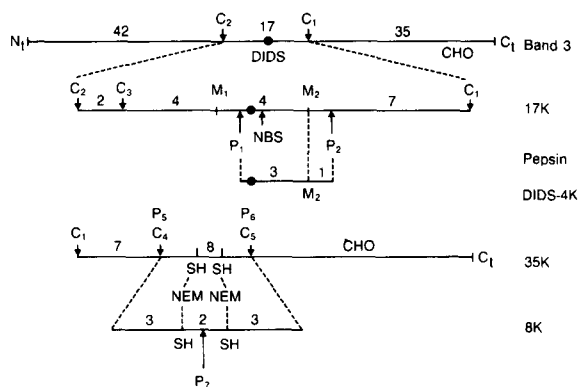 C₂ 17 C₁
Nₜ 42 35 Cₜ Band 3
DIDS CHO
C₂ C₃ M₁ M₂ C₁
2 4 4 7 17K
NBS
P₁ P₂ Pepsin
3 1
M₂ DIDS-4K
P₅ P₆
C₁ C₄ C₅
7 8 CHO Cₜ 35K
SH SH
NEM NEM
3 2 3 8K
SH SH
P₇